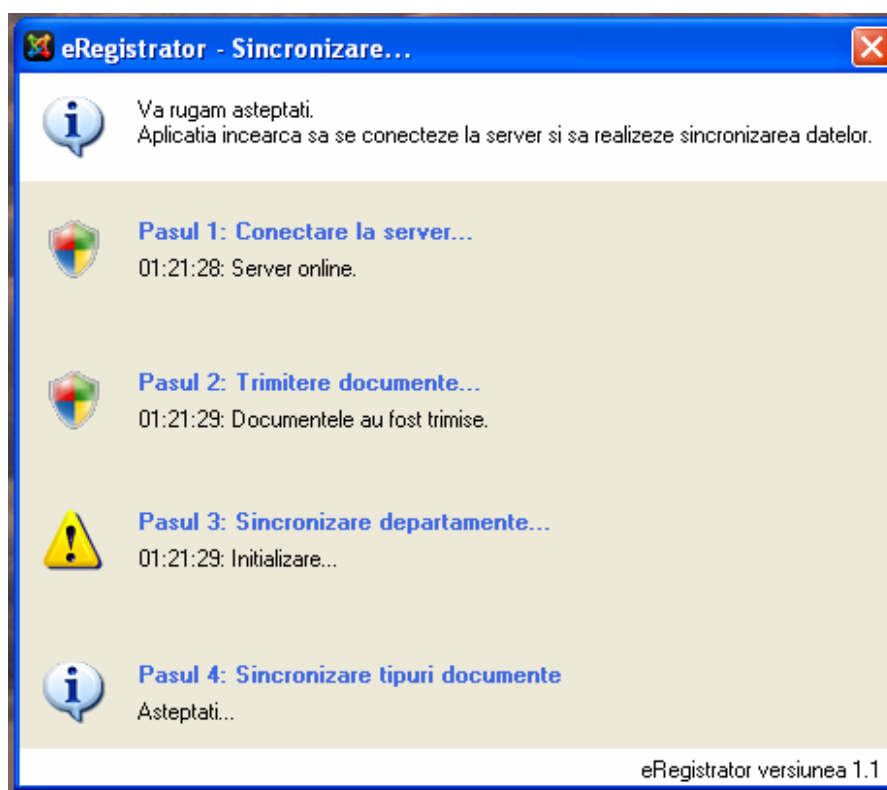 eRegistrator - Sincronizare...
Va rugam asteptati.
Aplicatia incearca sa se conecteze la server si sa realizeze sincronizarea datelor.
Pasul 1: Conectare la server...
01:21:28: Server online.
Pasul 2: Trimitere documente...
01:21:29: Documentele au fost trimise.
Pasul 3: Sincronizare departamente...
01:21:29: Initializare...
Pasul 4: Sincronizare tipuri documente
Asteptati...
eRegistrator versiunea 1.1